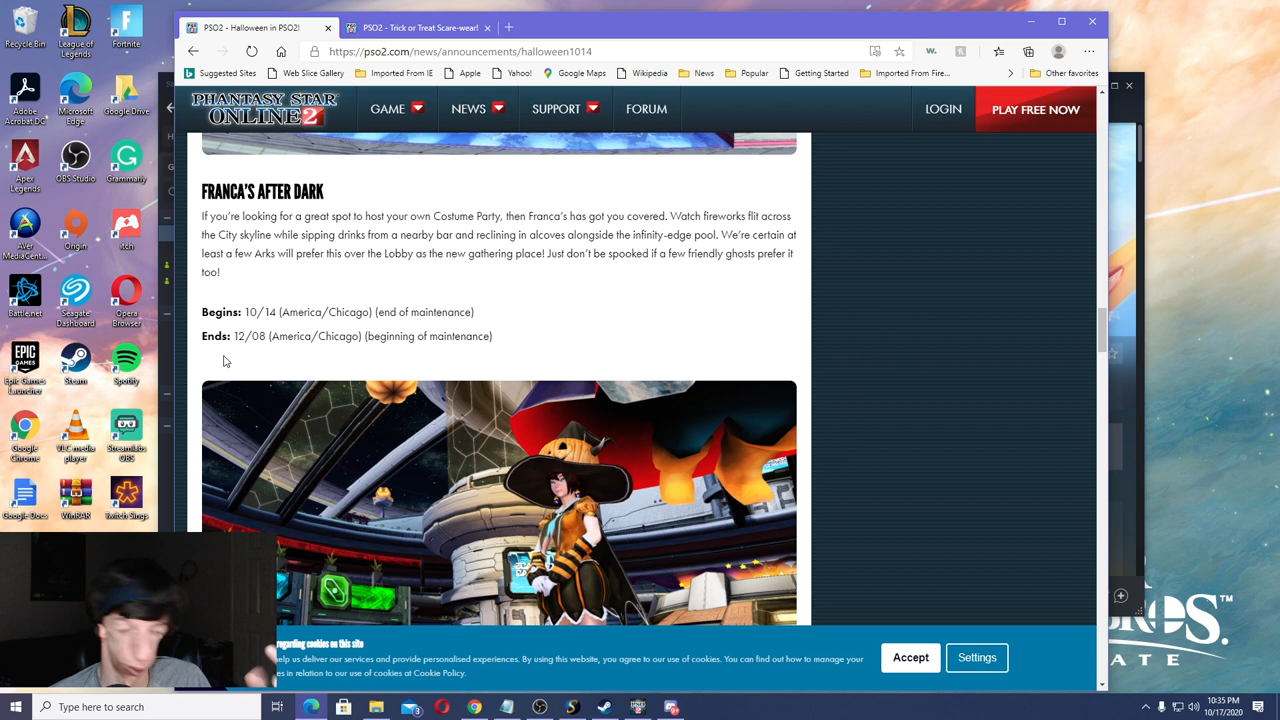 PSO2 - Halloween in PSO2!
PSO2 - Trick or Treat Scare-wear!
https://pso2.com/news/announcements/halloween1014
Suggested Sites
Web Slice Gallery
Imported From IE
Apple
Yahoo!
Google Maps
Wikipedia
News
Popular
Getting Started
Imported From Fire...
Other favorites
PHANTASY STAR
ONLINE 2
GAME
NEWS
SUPPORT
FORUM
LOGIN
PLAY FREE NOW
FRANCA'S AFTER DARK
If you're looking for a great spot to host your own Costume Party, then Franca's has got you covered. Watch fireworks flit across
the City skyline while sipping drinks from a nearby bar and reclining in alcoves alongside the infinity-edge pool. We're certain at
least a few Arks will prefer this over the Lobby as the new gathering place! Just don't be spooked if a few friendly ghosts prefer it
too!
Begins: 10/14 (America/Chicago) (end of maintenance)
Ends: 12/08 (America/Chicago) (beginning of maintenance)
regarding cookies on this site
elp us deliver our services and provide personalised experiences. By using this website, you agree to our use of cookies. You can find out how to manage your
es in relation to our use of cookies at Cookie Policy.
Accept
Settings
Recycle Bin
League of Legends
Fortnite
Adobe Acrobat DC
Microsoft Edge
Google Drive
Apex Legends
OBS Studio
Grammarly
AVer MediaCent...
Origin
itch
Battle.net
Seagate Dashboard
Opera Browser
Epic Games Launcher
Steam
Spotify
Google Chrome
VLC media player
Streamlabs OBS
Google Docs
WinRAR
Twitch Sings
ATE
Type here to search
3
10:35 PM
10/17/2020